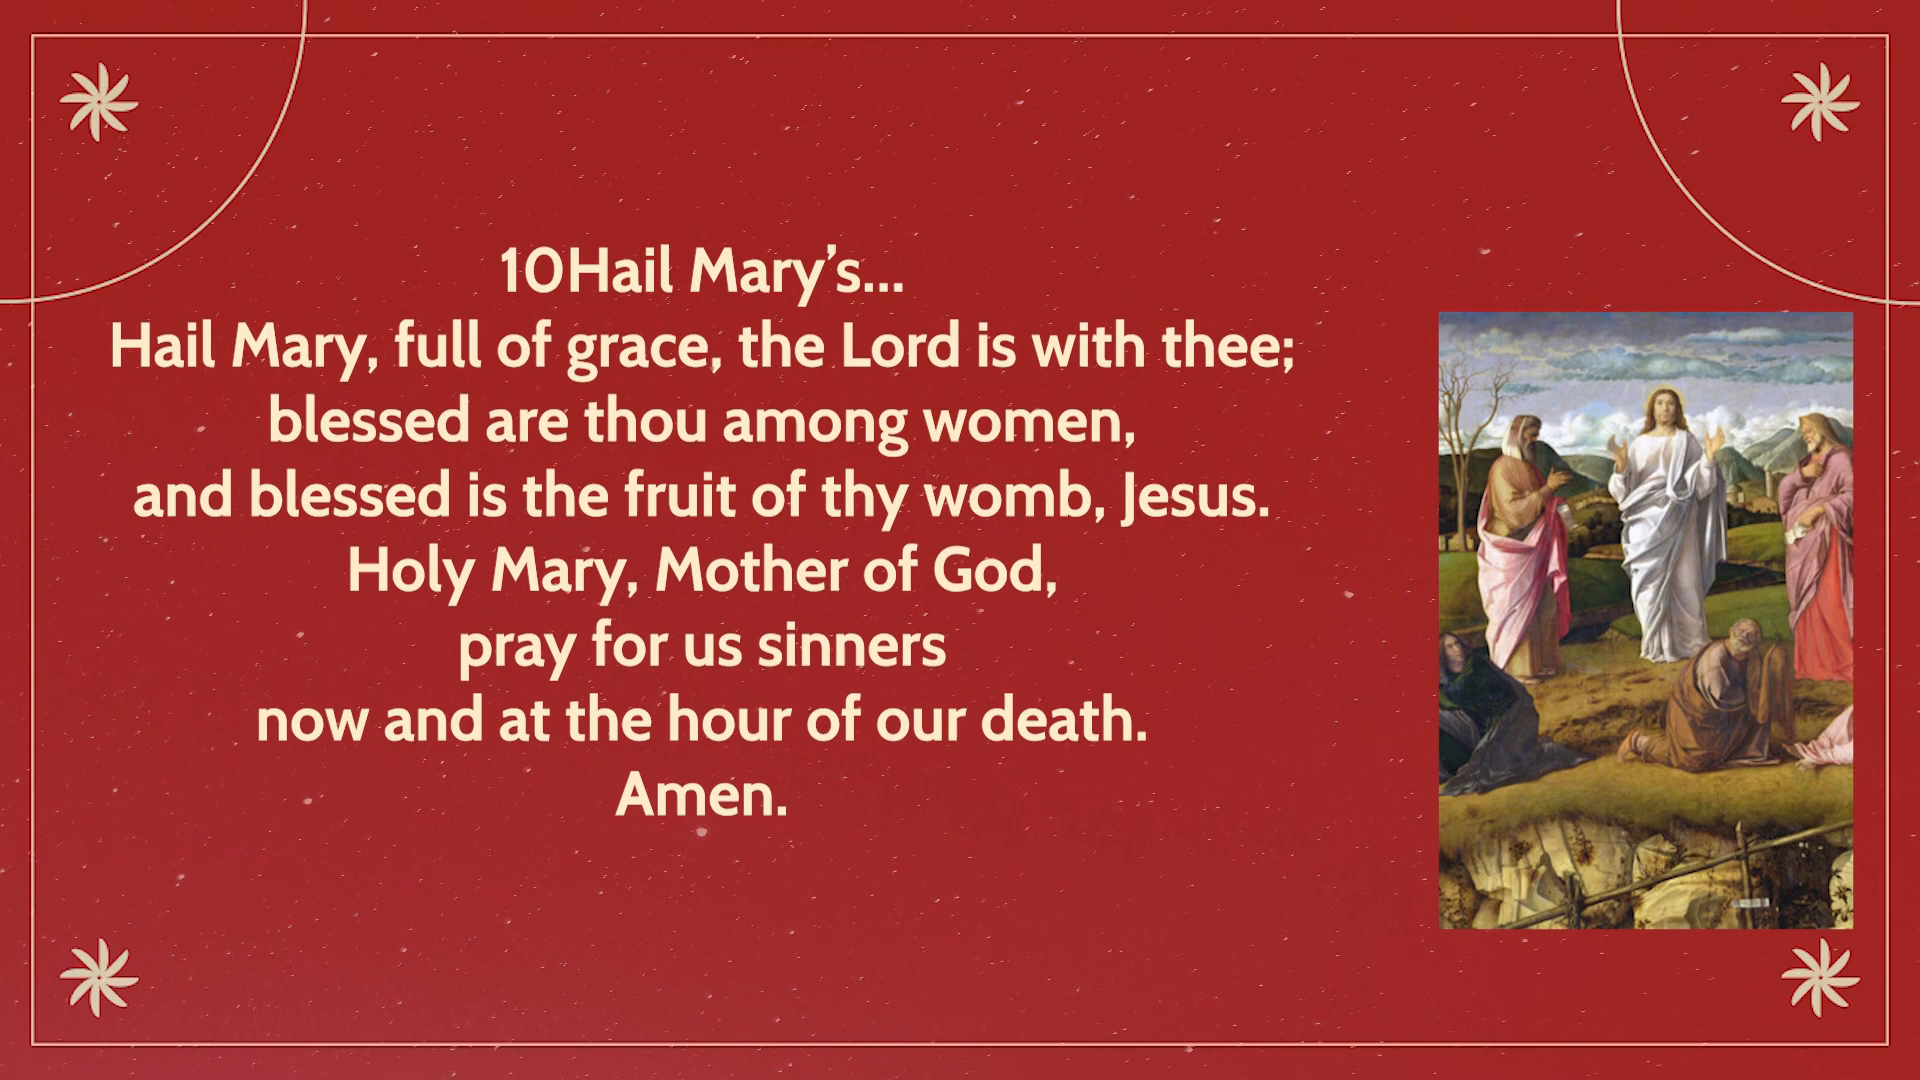 10Hail Mary’s...
Hail Mary, full of grace, the Lord is with thee;
blessed are thou among women,
and blessed is the fruit of thy womb, Jesus.
Holy Mary, Mother of God,
pray for us sinners
now and at the hour of our death.
Amen.